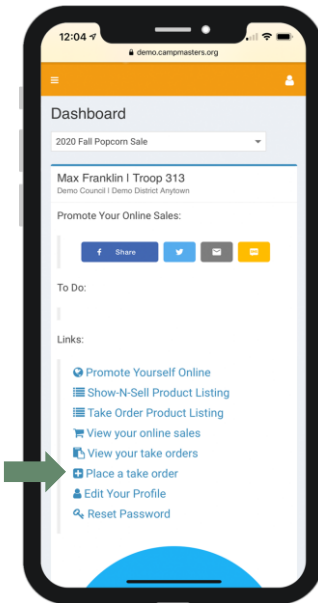 12:04
demo.campmasters.org
Dashboard
2020 Fall Popcorn Sale
Max Franklin I Troop 313
Demo Council I Demo District Anytown
Promote Your Online Sales:
Share
To Do:
Links:
Promote Yourself Online
Show-N-Sell Product Listing
Take Order Product Listing
View your online sales
View your take orders
Place a take order
Edit Your Profile
Reset Password